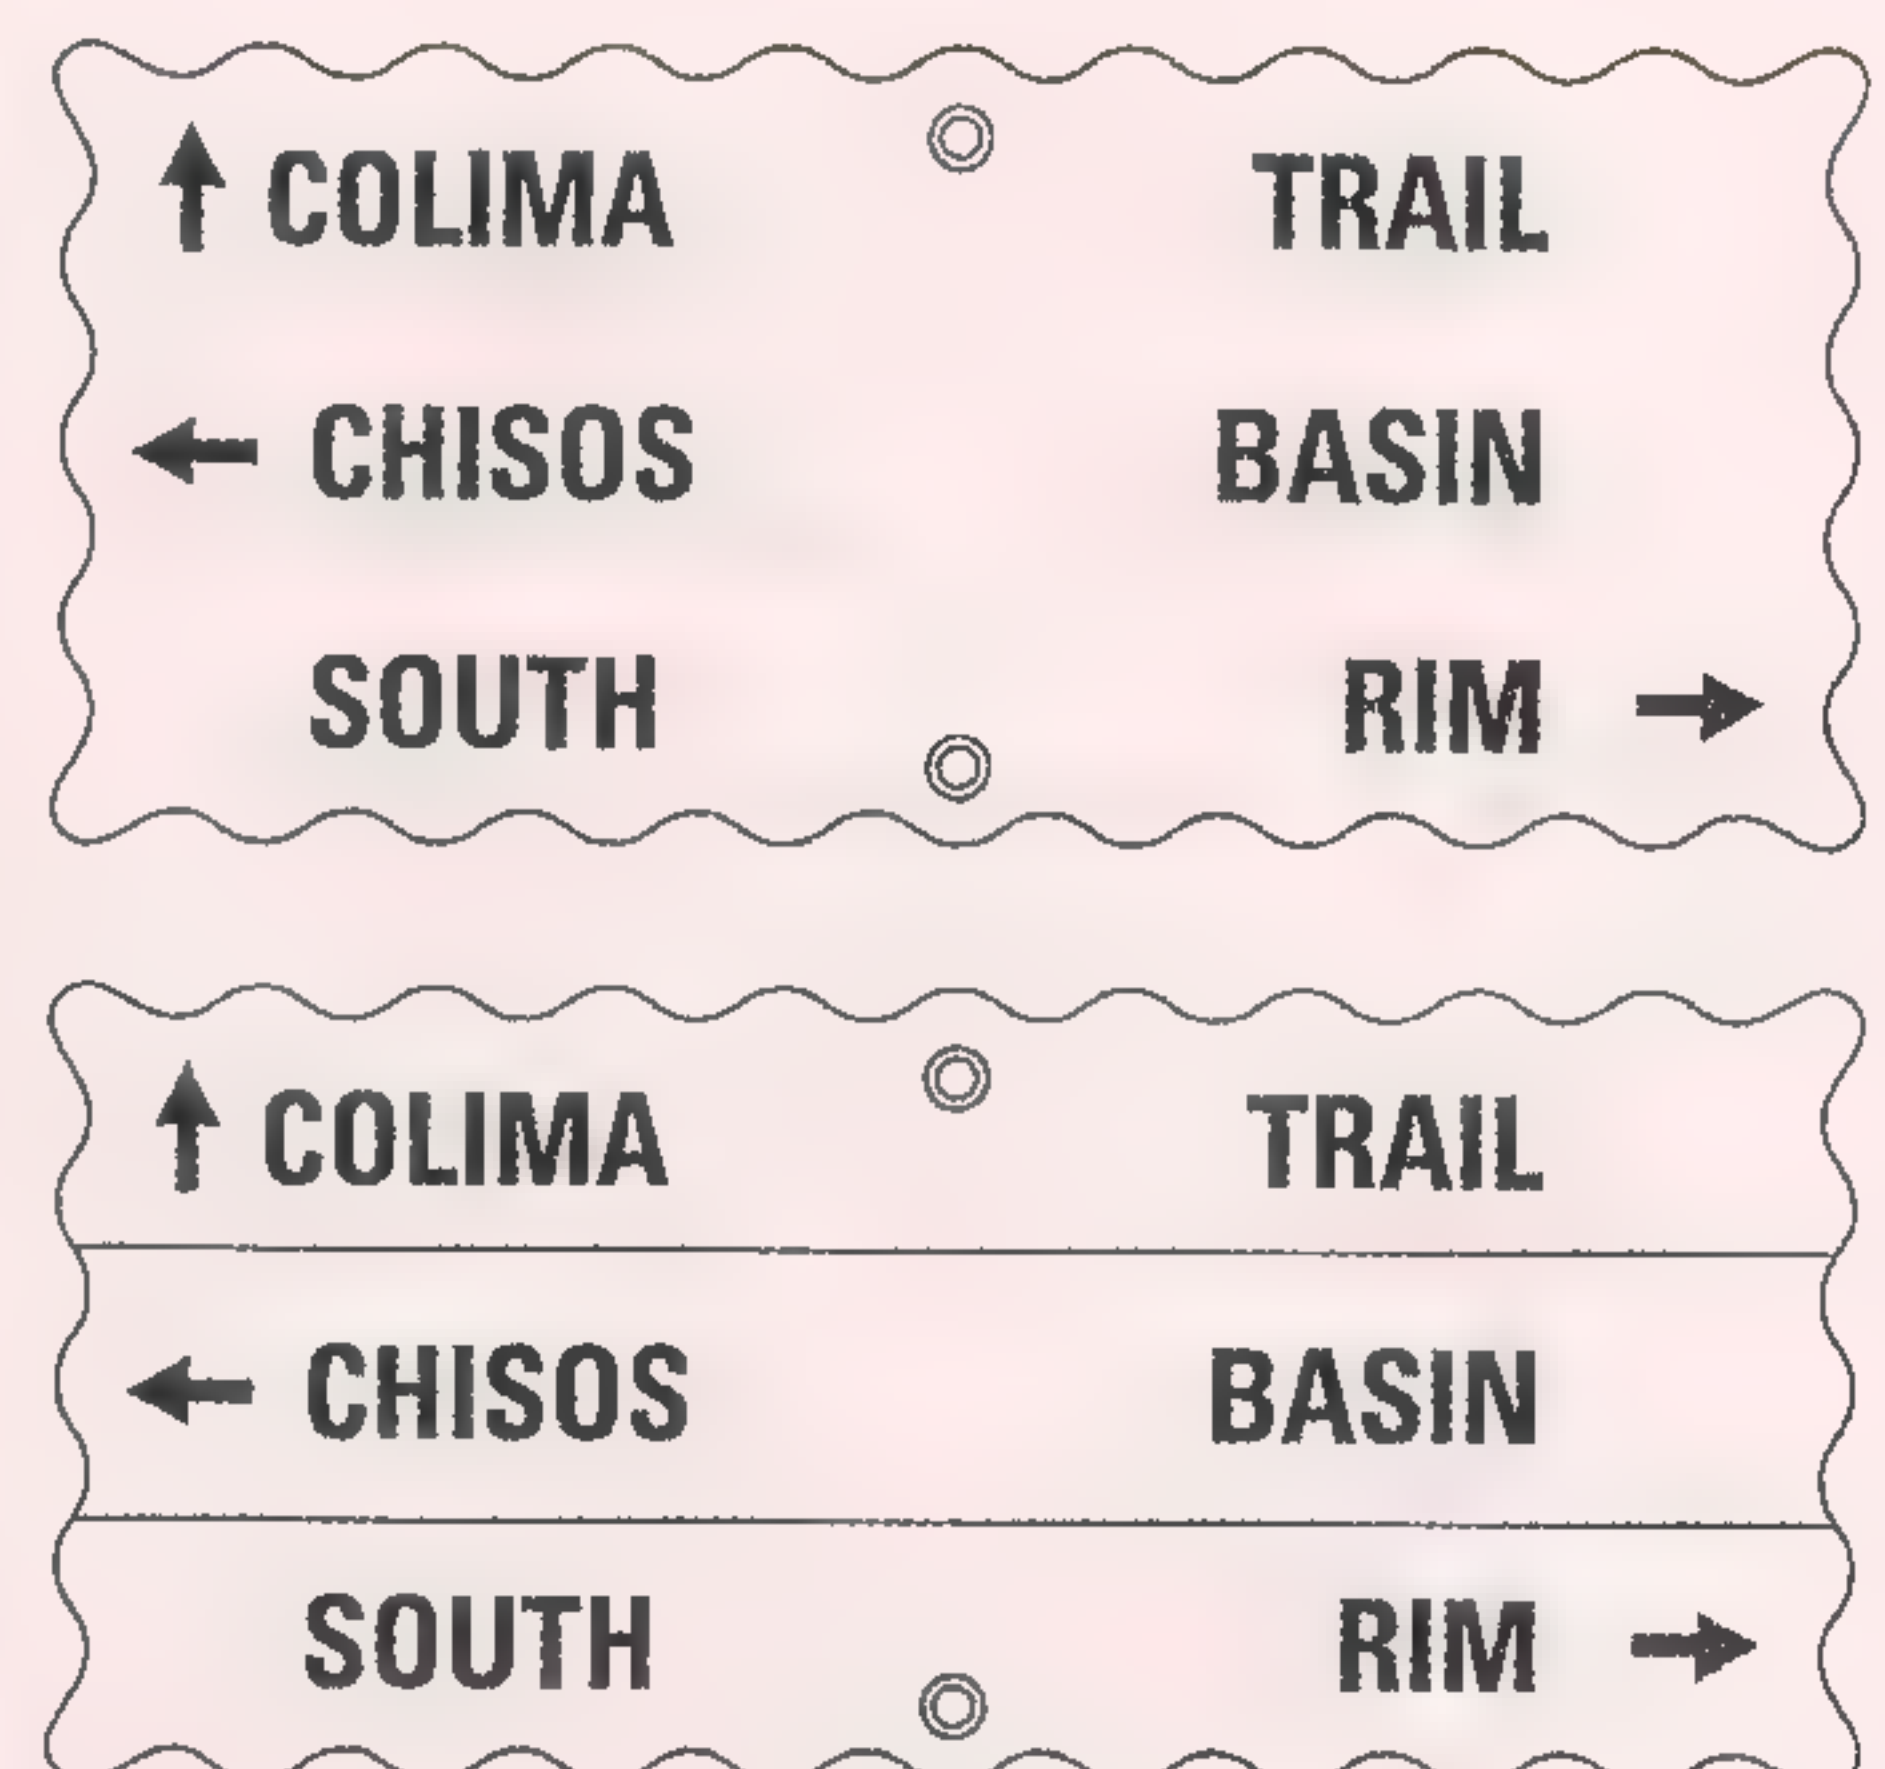 ↑ COLIMA TRAIL
← CHISOS BASIN
SOUTH RIM →
↑ COLIMA TRAIL
← CHISOS BASIN
SOUTH RIM →